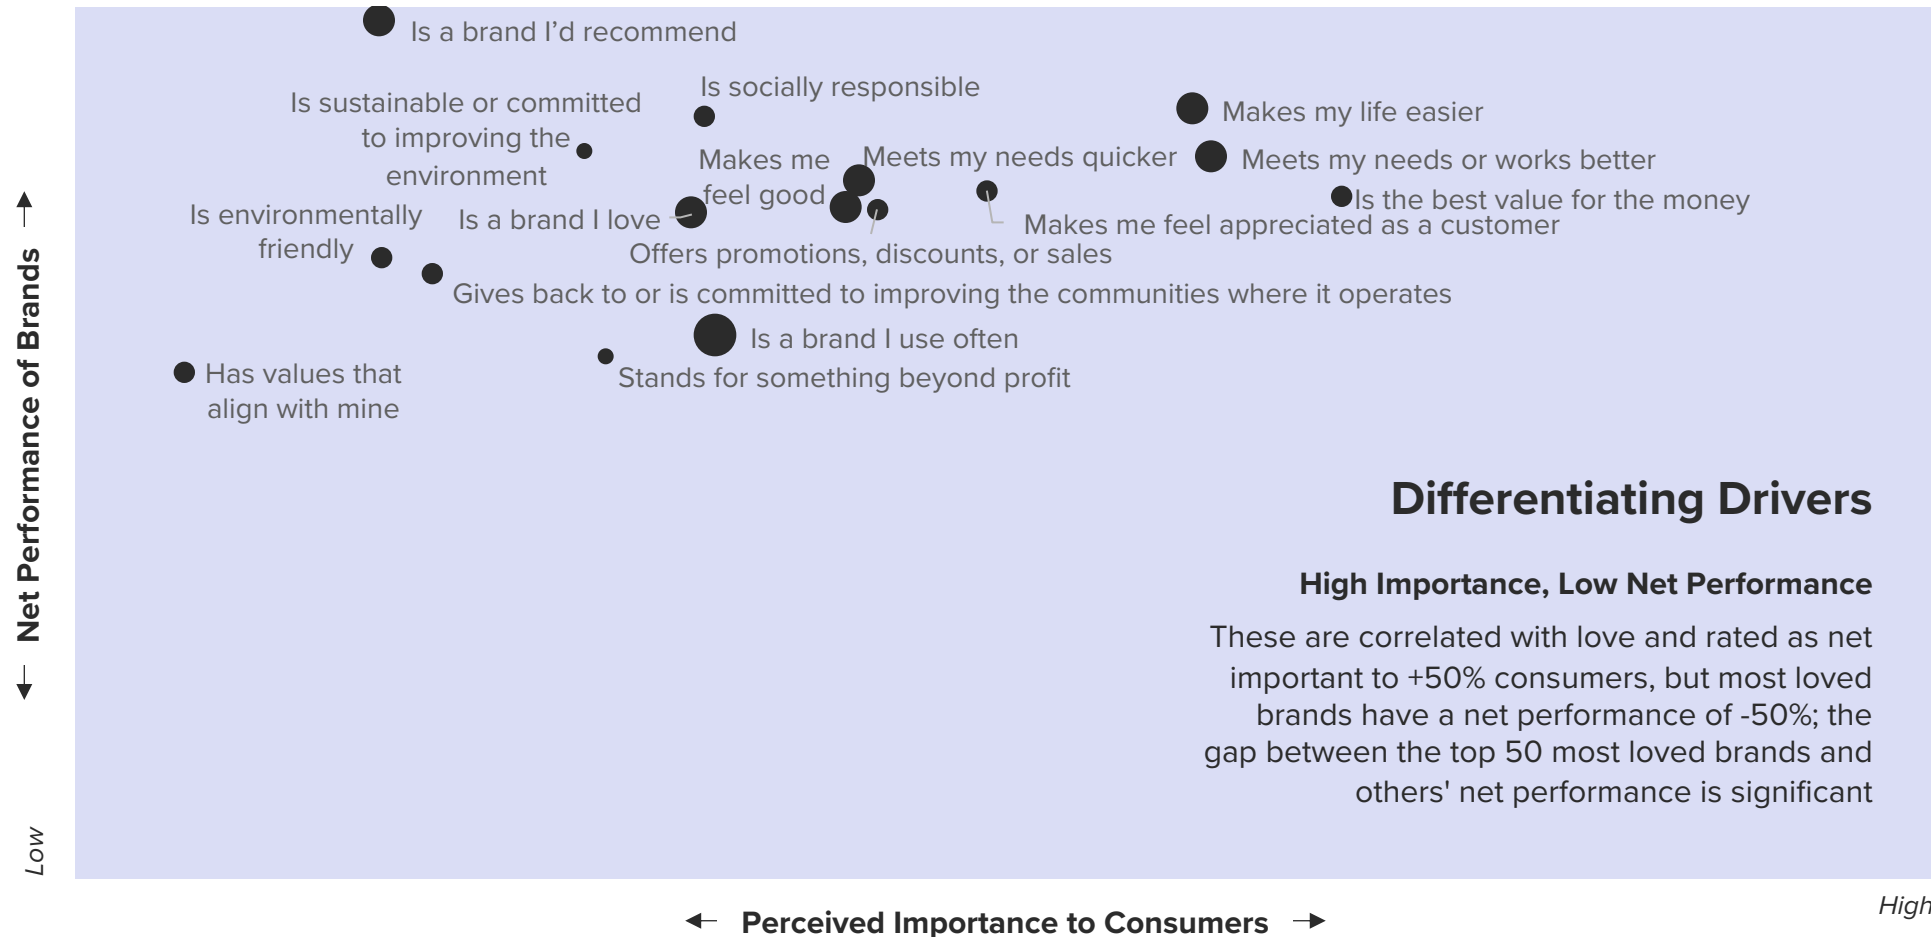 Is a brand I’d recommend
Is socially responsible
Is sustainable or committed
to improving the
environment
Makes my life easier
Makes me
feel good
Meets my needs quicker
Meets my needs or works better
Is the best value for the money
Is environmentally
friendly
Is a brand I love
Makes me feel appreciated as a customer
Offers promotions, discounts, or sales
Gives back to or is committed to improving the communities where it operates
Is a brand I use often
Stands for something beyond profit
Has values that
align with mine
Net Performance of Brands
Low
Differentiating Drivers
High Importance, Low Net Performance
These are correlated with love and rated as net
important to +50% consumers, but most loved
brands have a net performance of -50%; the
gap between the top 50 most loved brands and
others' net performance is significant
High
Perceived Importance to Consumers